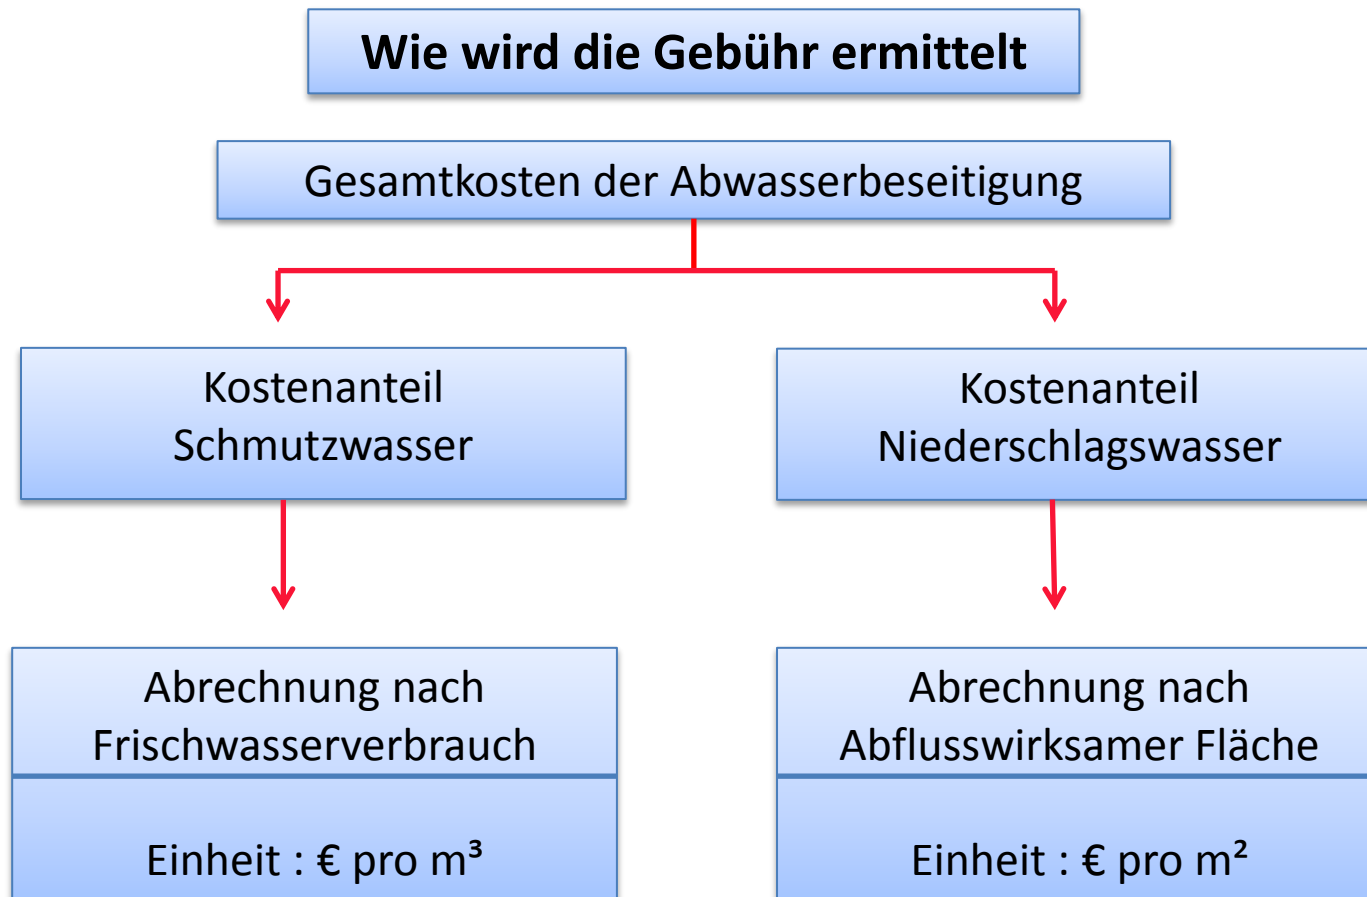 Wie wird die Gebühr ermittelt
Gesamtkosten der Abwasserbeseitigung
Kostenanteil
Schmutzwasser
Kostenanteil
Niederschlagswasser
Abrechnung nach
Frischwasserverbrauch
Einheit : € pro m³
Abrechnung nach
Abflusswirksamer Fläche
Einheit : € pro m²